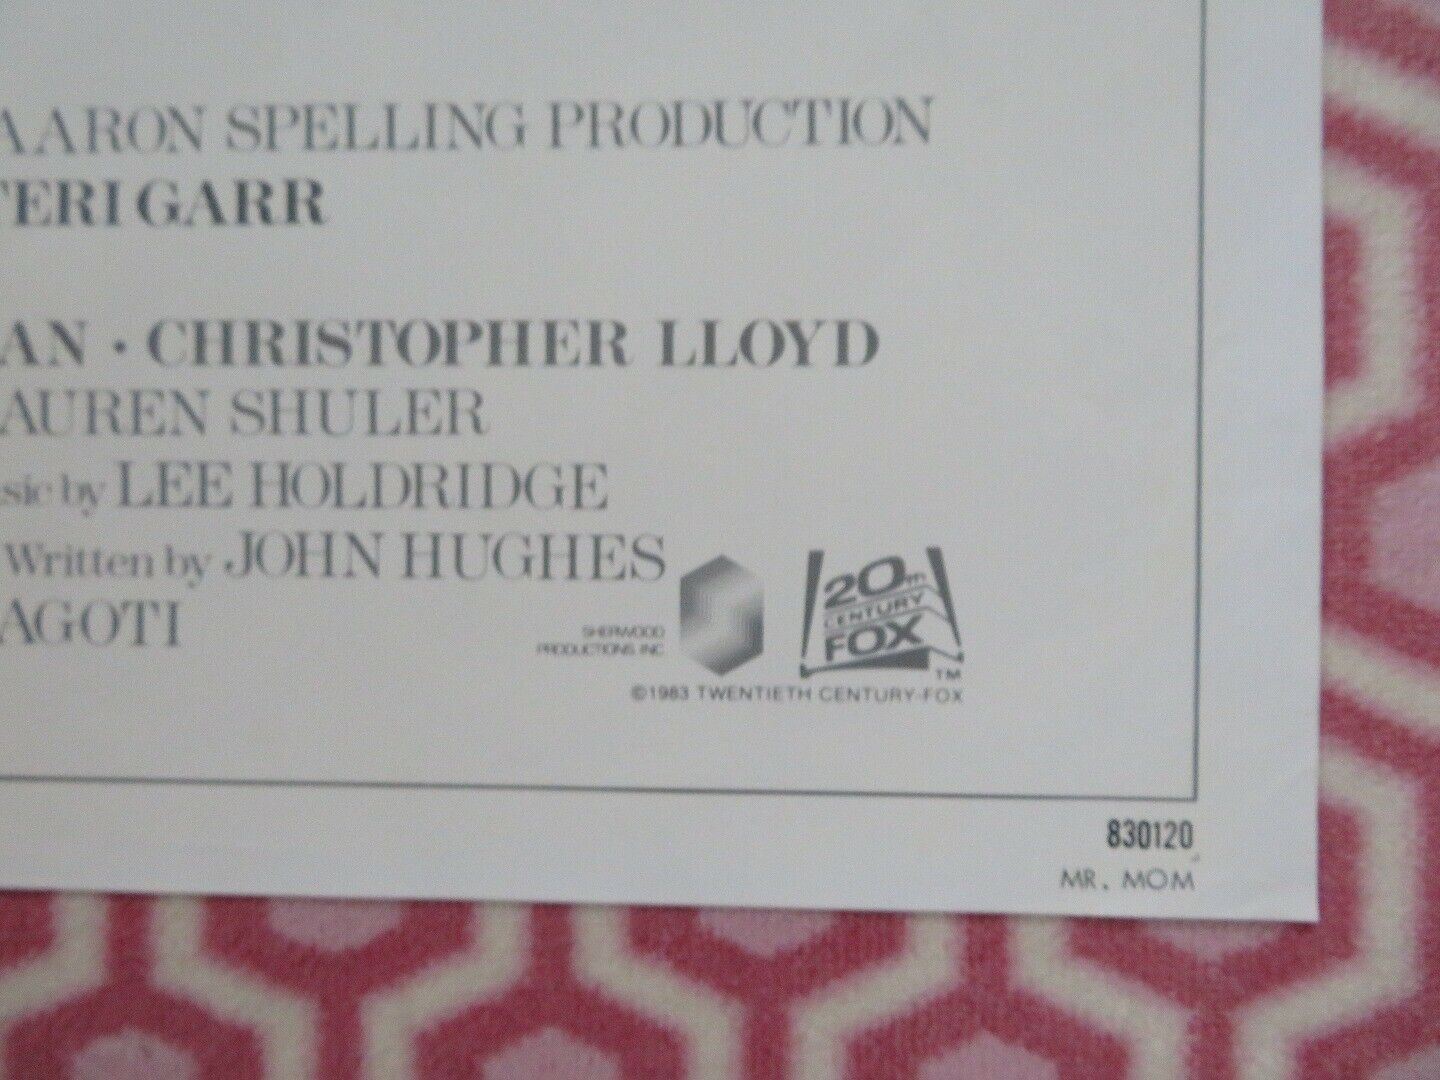 AARON SPELLING PRODUCTION
TERI GARR
AN · CHRISTOPHER LLOYD
AUREN SHULER
sic by LEE HOLDRIDGE
Written by JOHN HUGHES
AGOTI
SHERWOOD
PRODUCTIONS, INC.
20TH
CENTURY
FOX
TM
©1983 TWENTIETH CENTURY-FOX
830120
MR. MOM